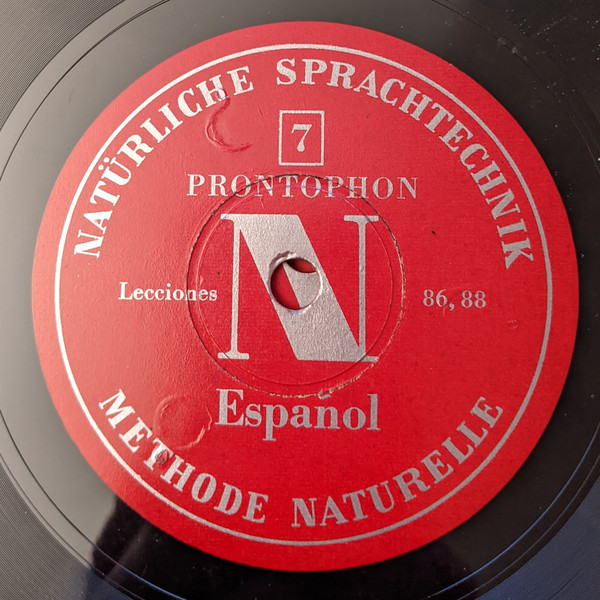 NATÜRLICHE SPRACHTECHNIK
7
PRONTOPHON
N
Lecciones 86, 88
Español
METHODE NATURELLE